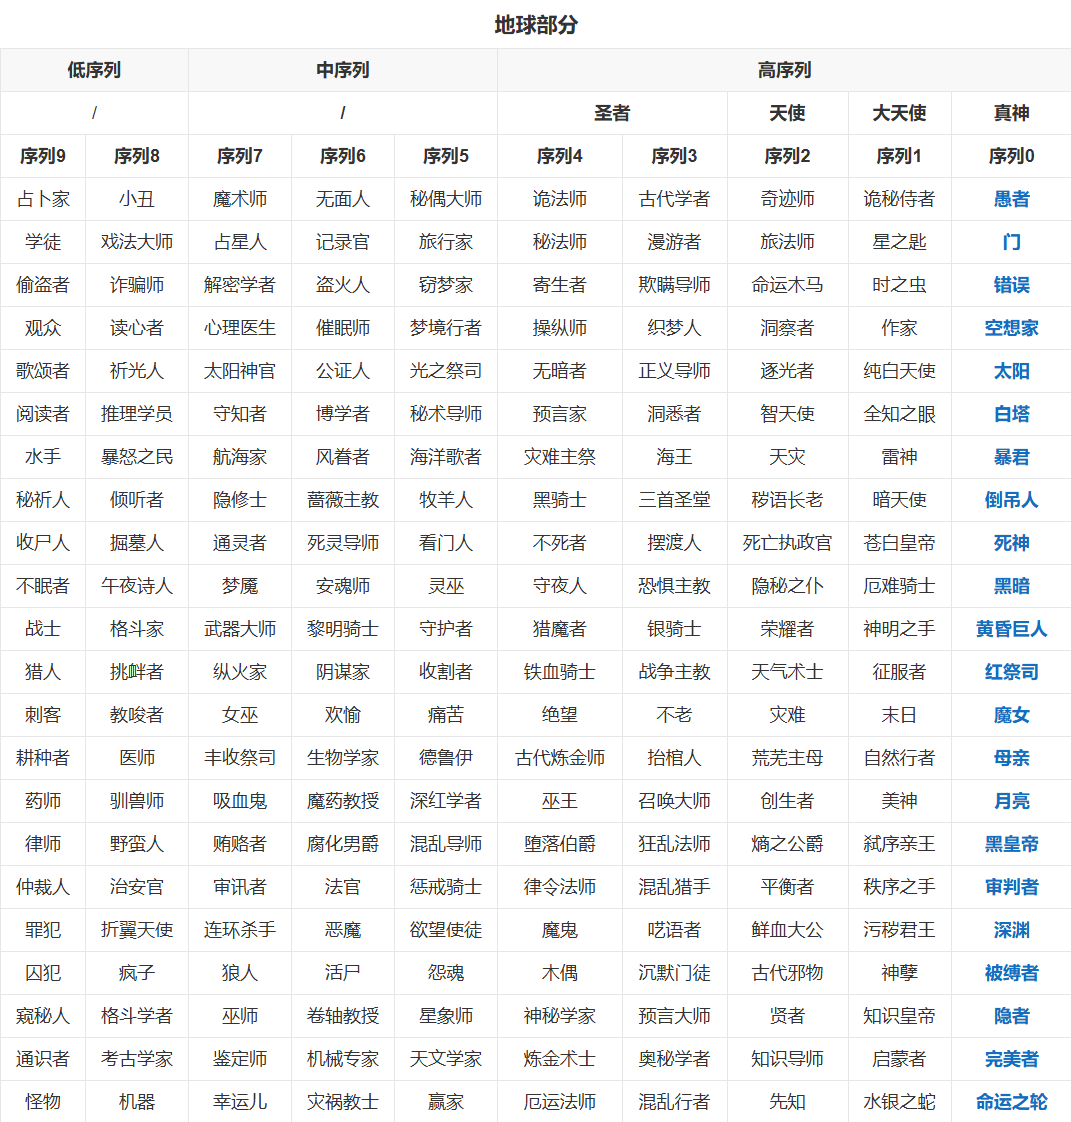 地球部分
低序列 中序列 高序列
/ / 圣者 天使 大天使 真神
序列9 序列8 序列7 序列6 序列5 序列4 序列3 序列2 序列1 序列0
占卜家 小丑 魔术师 无面人 秘偶大师 诡法师 古代学者 奇迹师 诡秘侍者 愚者
学徒 戏法大师 占星人 记录官 旅行家 秘法师 漫游者 旅法师 星之匙 门
偷盗者 诈骗师 解密学者 盗火人 窃梦家 寄生者 欺瞒导师 命运木马 时之虫 错误
观众 读心者 心理医生 催眠师 梦境行者 操纵师 织梦人 洞察者 作家 空想家
歌颂者 祈光人 太阳神官 公证人 光之祭司 无暗者 正义导师 逐光者 纯白天使 太阳
阅读者 推理学员 守知者 博学者 秘术导师 预言家 洞悉者 智天使 全知之眼 白塔
水手 暴怒之民 航海家 风眷者 海洋歌者 灾难主祭 海王 天灾 雷神 暴君
秘祈人 倾听者 隐修士 蔷薇主教 牧羊人 黑骑士 三首圣堂 秽语长老 暗天使 倒吊人
收尸人 掘墓人 通灵者 死灵导师 看门人 不死者 摆渡人 死亡执政官 苍白皇帝 死神
不眠者 午夜诗人 梦魇 安魂师 灵巫 守夜人 恐惧主教 隐秘之仆 厄难骑士 黑暗
战士 格斗家 武器大师 黎明骑士 守护者 猎魔者 银骑士 荣耀者 神明之手 黄昏巨人
猎人 挑衅者 纵火家 阴谋家 收割者 铁血骑士 战争主教 天气术士 征服者 红祭司
刺客 教唆者 女巫 欢愉 痛苦 绝望 不老 灾难 末日 魔女
耕种者 医师 丰收祭司 生物学家 德鲁伊 古代炼金师 抬棺人 荒芜主母 自然行者 母亲
药师 驯兽师 吸血鬼 魔药教授 深红学者 巫王 召唤大师 创生者 美神 月亮
律师 野蛮人 贿赂者 腐化男爵 混乱导师 堕落伯爵 狂乱法师 熵之公爵 弑序亲王 黑皇帝
仲裁人 治安官 审讯者 法官 惩戒骑士 律令法师 混乱猎手 平衡者 秩序之手 审判者
罪犯 折翼天使 连环杀手 恶魔 欲望使徒 魔鬼 呓语者 鲜血大公 污秽君王 深渊
囚犯 疯子 狼人 活尸 怨魂 木偶 沉默门徒 古代邪物 神孽 被缚者
窥秘人 格斗学者 巫师 卷轴教授 星象师 神秘学家 预言大师 贤者 知识皇帝 隐者
通识者 考古学家 鉴定师 机械专家 天文学家 炼金术士 奥秘学者 知识导师 启蒙者 完美者
怪物 机器 幸运儿 灾祸教士 赢家 厄运法师 混乱行者 先知 水银之蛇 命运之轮